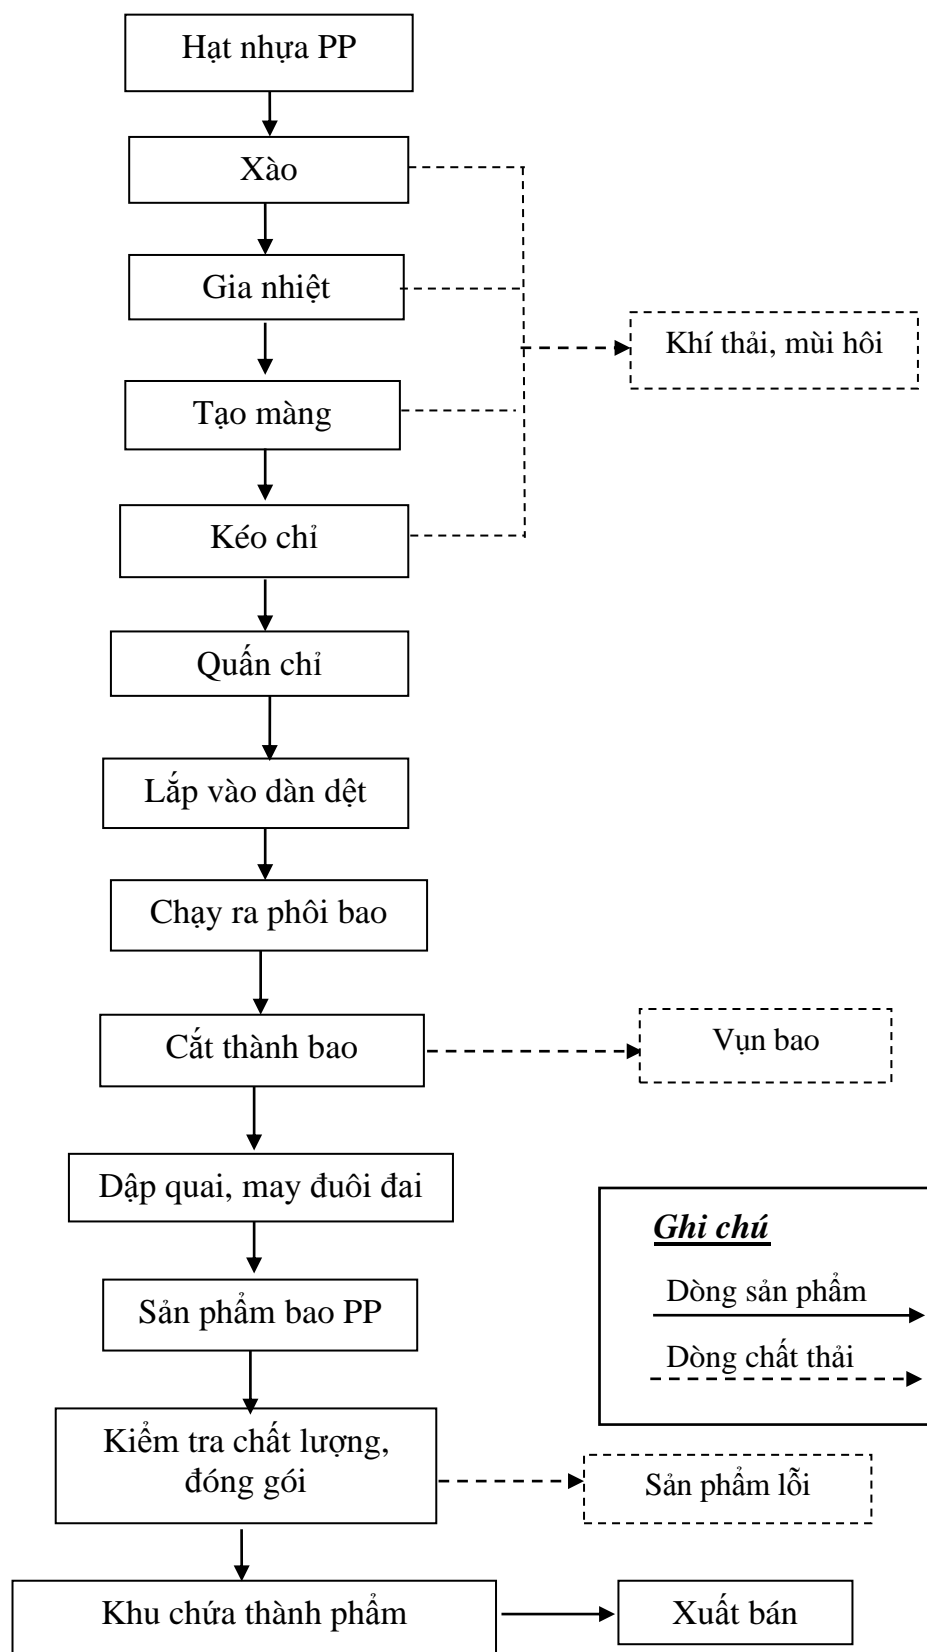 Hạt nhựa PP
Xào
Gia nhiệt
Khí thải, mùi hôi
Tạo màng
Kéo chỉ
Quấn chỉ
Lắp vào dàn dệt
Chạy ra phôi bao
Cắt thành bao
Vụn bao
Dập quai, may đuôi đai
Ghi chú
Dòng sản phẩm
Dòng chất thải
Sản phẩm bao PP
Kiểm tra chất lượng,
đóng gói
Sản phẩm lỗi
Khu chứa thành phẩm
Xuất bán